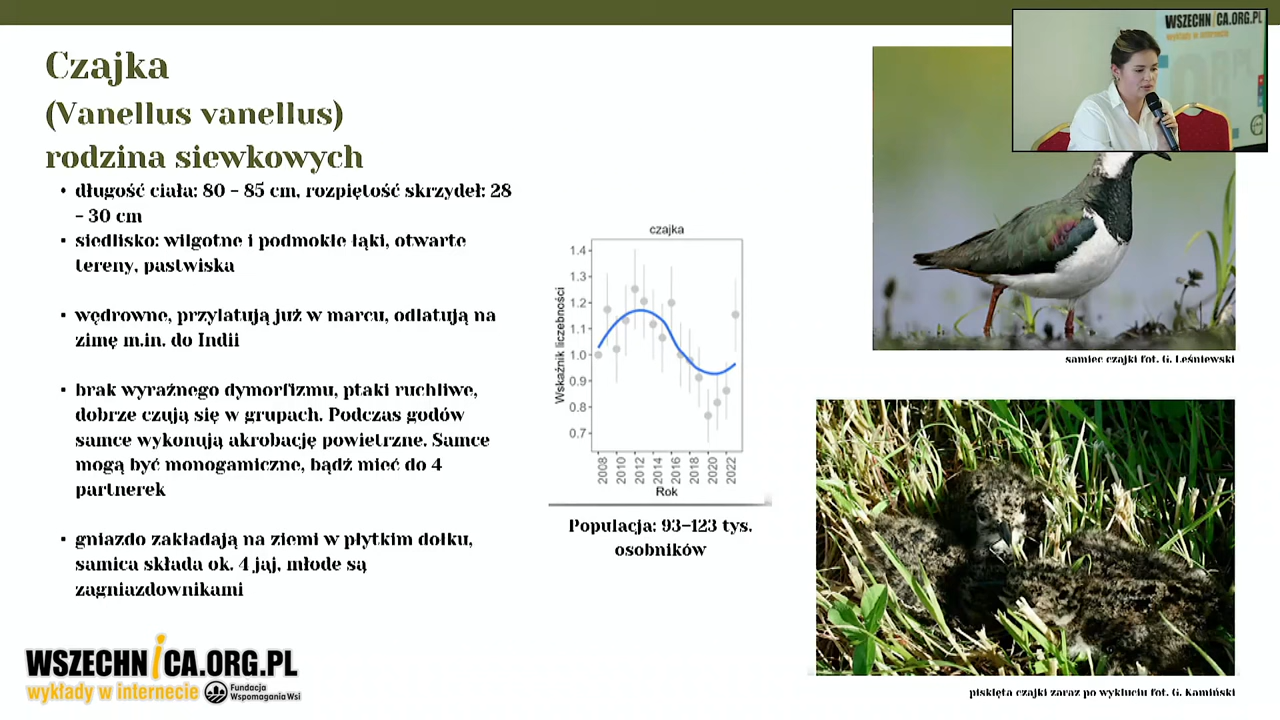 Czajka
(Vanellus vanellus)
rodzina siewkowych
• długość ciała: 80 - 85 cm, rozpiętość skrzydeł: 28
- 30 cm
• siedlisko: wilgotne i podmokłe łąki, otwarte
tereny, pastwiska
• wędrowne, przylatują już w marcu, odlatują na
zimę m.in. do Indii
• brak wyraźnego dymorfizmu, ptaki ruchliwe,
dobrze czują się w grupach. Podczas godów
samce wykonują akrobację powietrzne. Samce
mogą być monogamiczne, bądź mieć do 4
partnerek
• gniazdo zakładają na ziemi w płytkim dołku,
samica składa ok. 4 jaj, młode są
zagniazdownikami
czajka
Wskaźnik liczebności
1.4
1.3
1.2
1.1
1.0
0.9
0.8
0.7
2008
2010
2012
2014
2016
2018
2020
2022
Rok
Populacja: 93-123 tys.
osobników
WSZECHNiCA.ORG.PL
wykłady w internecie
samiec czajki fot. G. Leśniewski
pisklęta czajki zaraz po wykluciu fot. G. Kamiński
WSZECHNiCA.ORG.PL
wykłady w internecie
Fundacja
Wspomagania Wsi